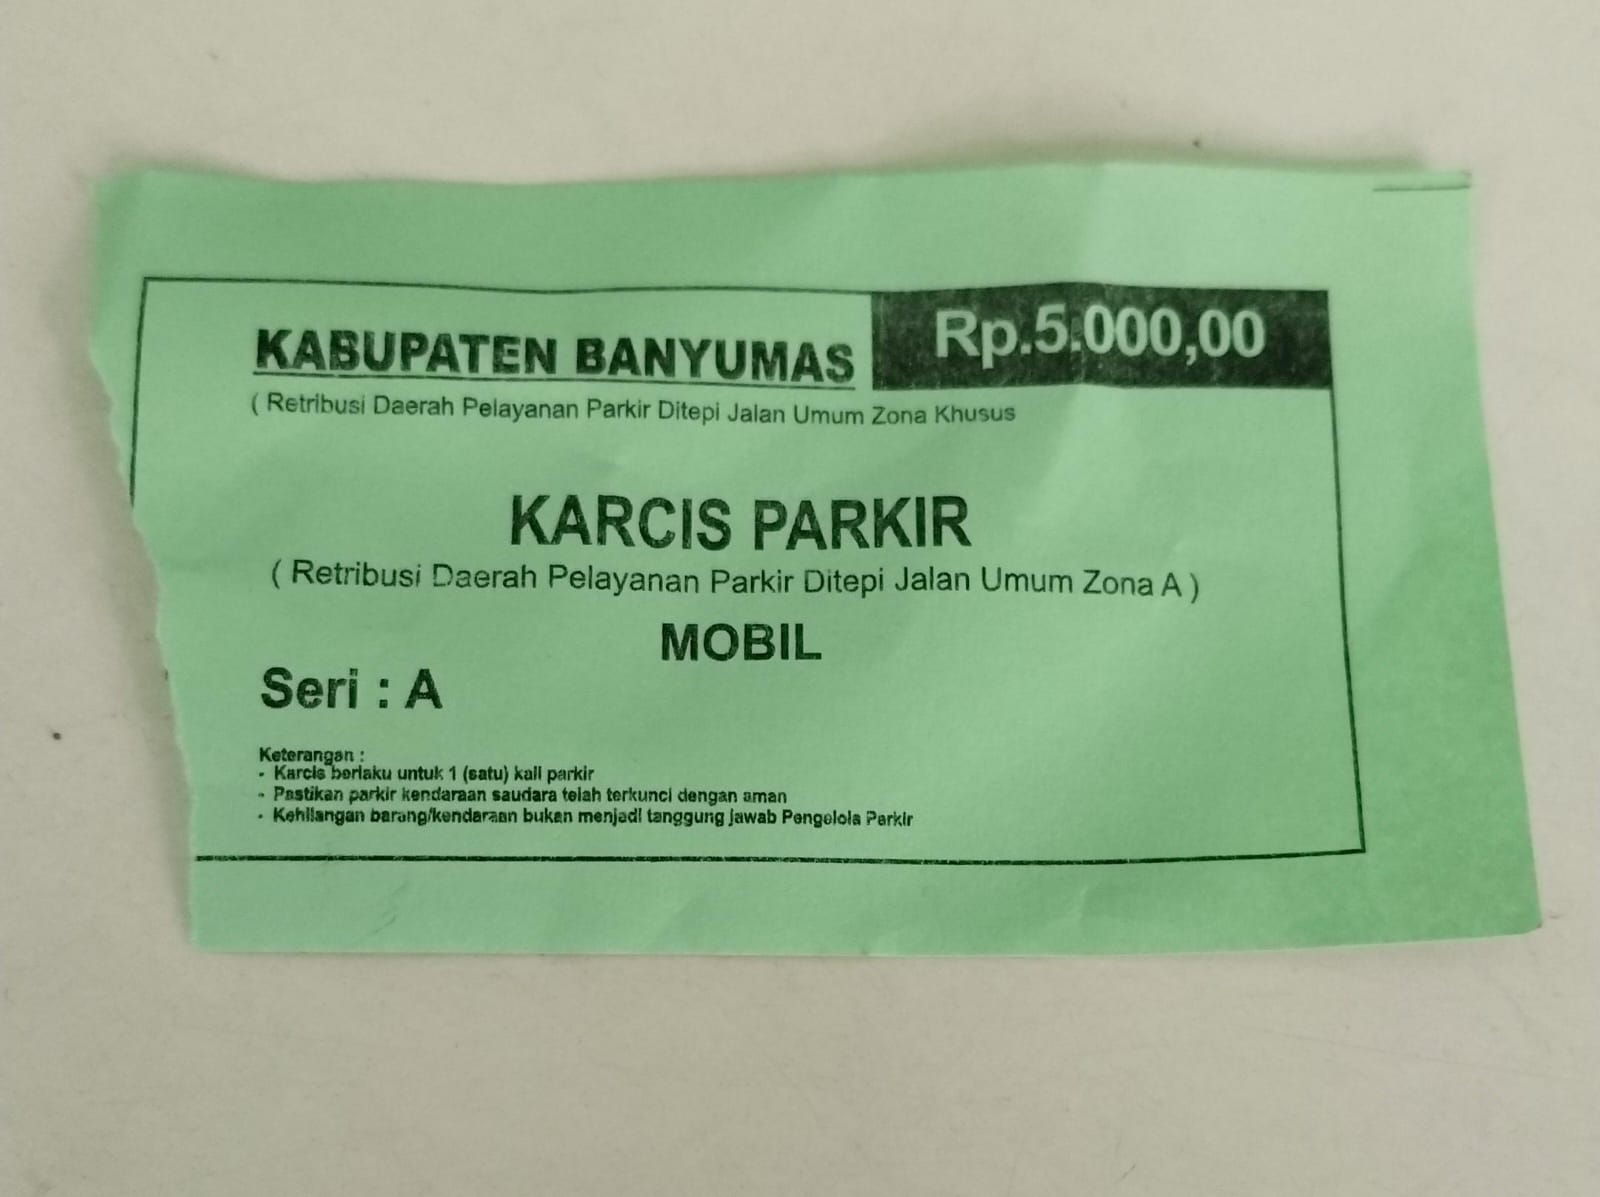 KABUPATEN BANYUMAS
Rp.5.000,00
( Retribusi Daerah Pelayanan Parkir Ditepi Jalan Umum Zona Khusus
KARCIS PARKIR
( Retribusi Daerah Pelayanan Parkir Ditepi Jalan Umum Zona A )
MOBIL
Seri : A
Keterangan :
- Karcis berlaku untuk 1 (satu) kali parkir
- Pastikan parkir kendaraan saudara telah terkunci dengan aman
- Kehilangan barang/kendaraan bukan menjadi tanggung jawab Pengelola Parkir